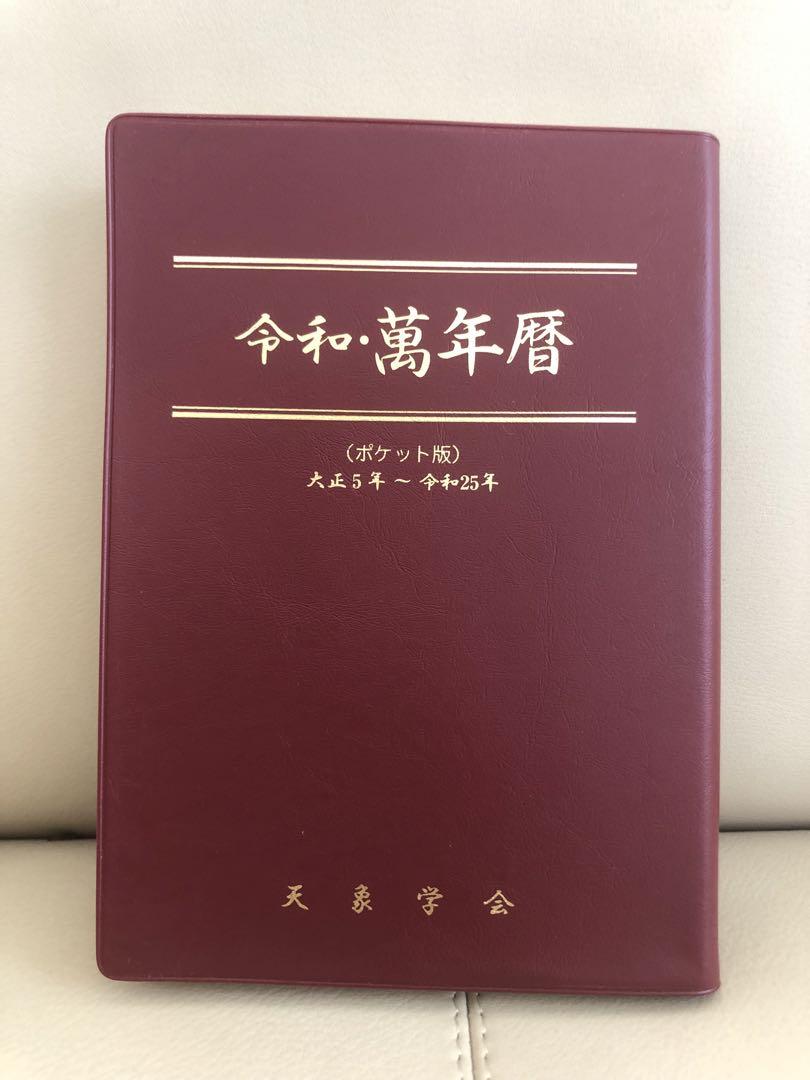 令和・萬年暦
（ポケット版）
大正5年〜令和25年
天象学会